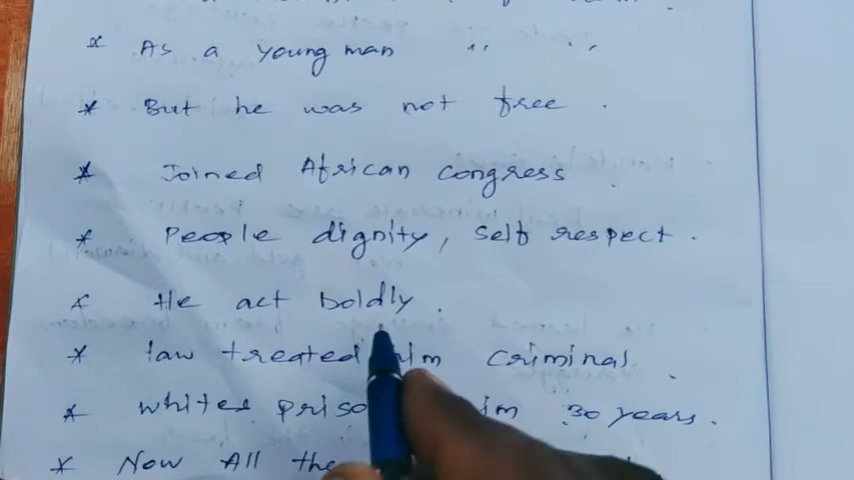 * As a young man " "
* But he was not free .
* Joined African congress .
* People dignity, Self respect .
* He act boldly .
* law treated him criminal .
* whites 30 years .
* Now All the